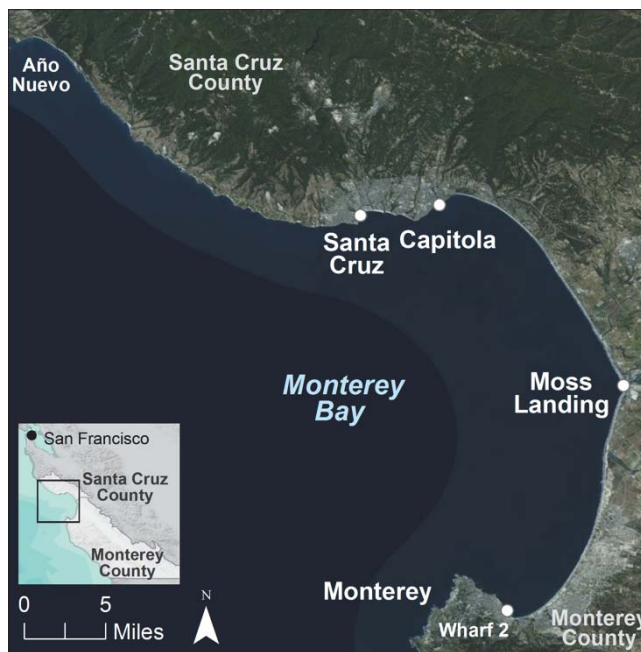 Año
Nuevo
Santa Cruz
County
Santa
Cruz
Capitola
Monterey
Bay
Moss
Landing
San Francisco
Santa Cruz
County
Monterey
County
0 5
Miles
N
Monterey
Wharf 2
Monterey
County